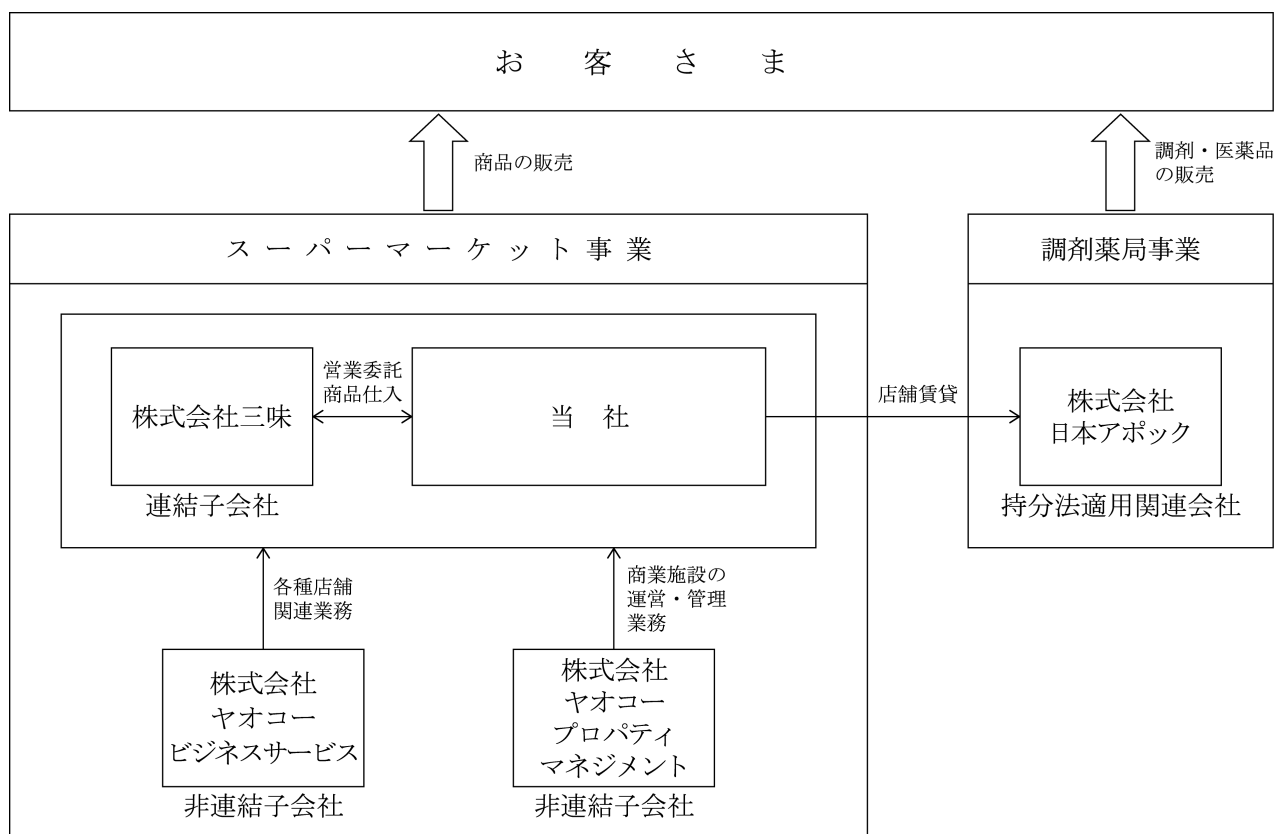 お客さま
商品の販売
調剤・医薬品
の販売
スーパーマーケット事業
調剤薬局事業
株式会社三味
営業委託
商品仕入
当社
店舗賃貸
株式会社
日本アポック
連結子会社
持分法適用関連会社
各種店舗
関連業務
商業施設の
運営・管理
業務
株式会社
ヤオコー
ビジネスサービス
株式会社
ヤオコー
プロパティ
マネジメント
非連結子会社
非連結子会社